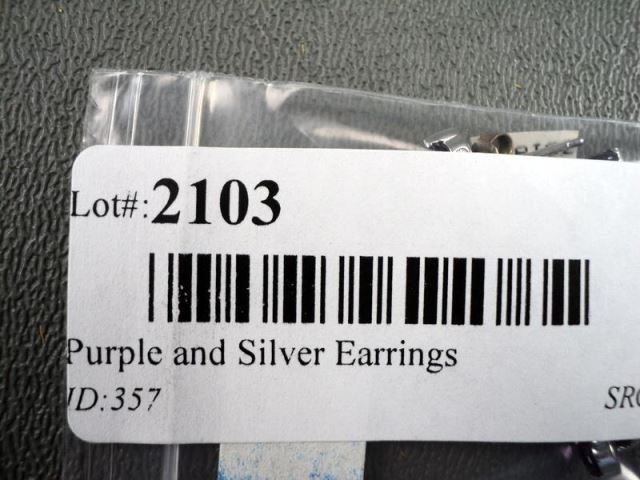 Lot#:2103
Purple and Silver Earrings
ID:357